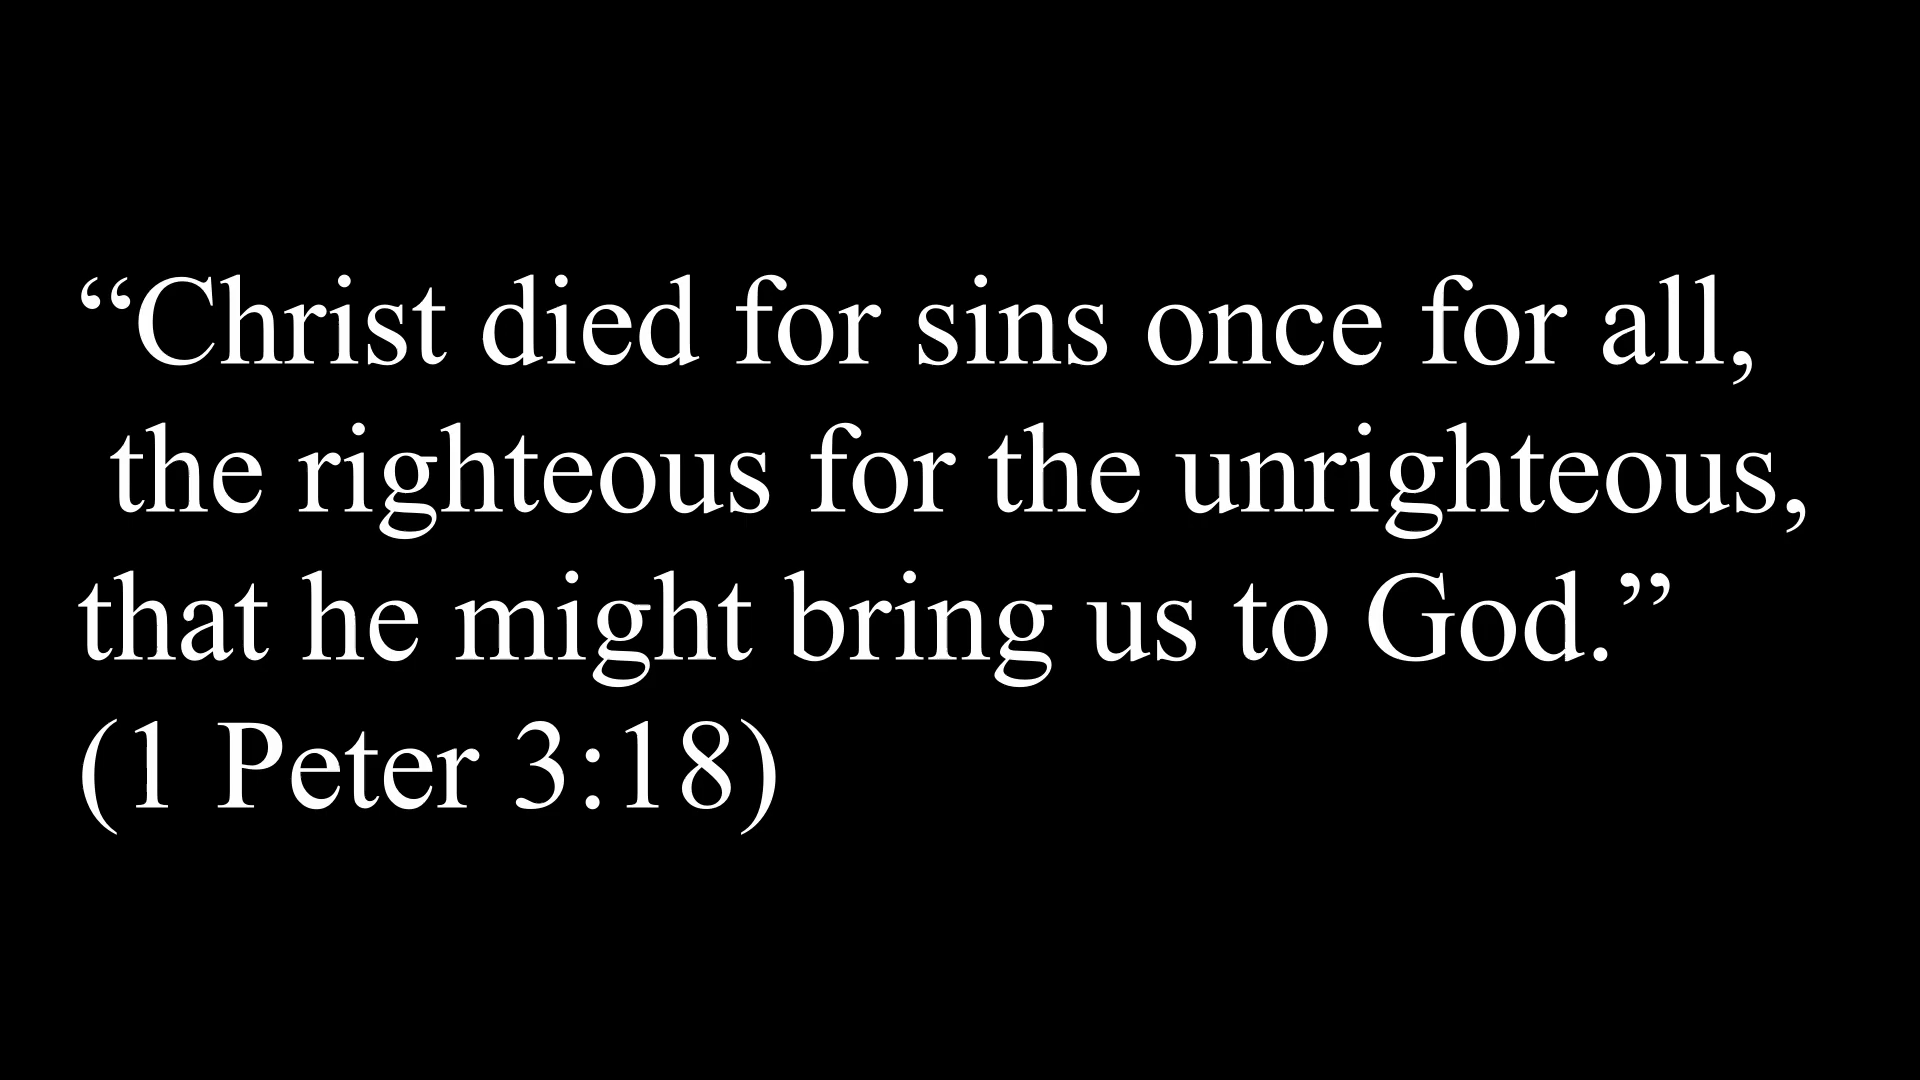 “Christ died for sins once for all,
the righteous for the unrighteous,
that he might bring us to God.”
(1 Peter 3:18)